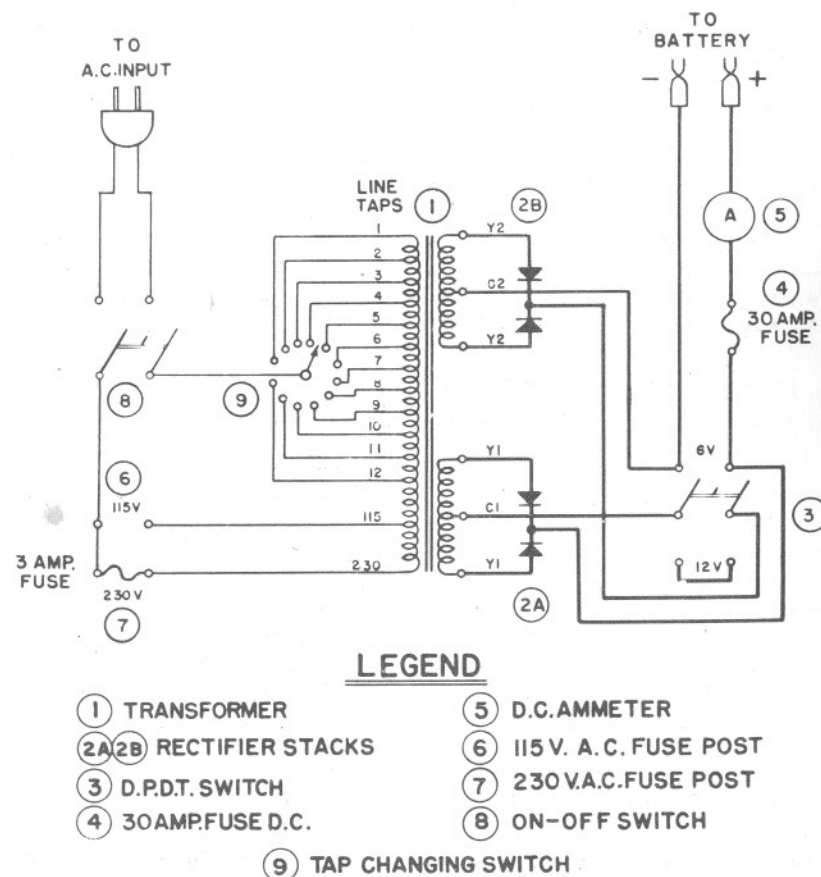 TO
A.C. INPUT
TO
BATTERY
- +
LINE
TAPS
1
2B
A
5
4
30 AMP.
FUSE
1
2
3
4
5
6
7
8
9
10
11
12
115
230
Y2
C2
Y2
Y1
C1
Y1
2A
8
9
6
115V
3 AMP.
FUSE
230V
7
6V
3
12V
LEGEND
1 TRANSFORMER
2A 2B RECTIFIER STACKS
3 D.P.D.T. SWITCH
4 30 AMP. FUSE D.C.
5 D.C. AMMETER
6 115 V. A.C. FUSE POST
7 230 V.A.C. FUSE POST
8 ON-OFF SWITCH
9 TAP CHANGING SWITCH